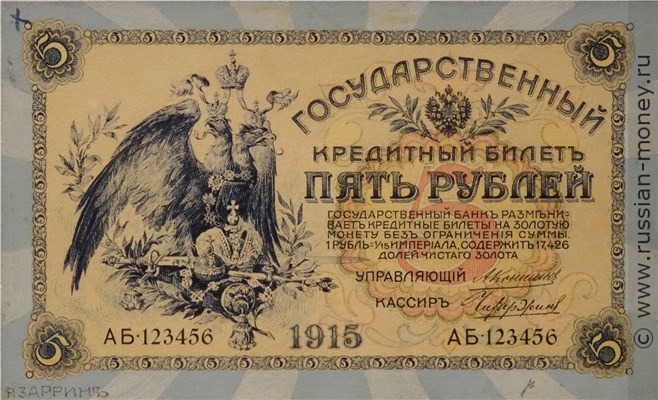 5 5
ГОСУДАРСТВЕННЫЙ
КРЕДИТНЫЙ БИЛЕТЪ
ПЯТЬ РУБЛЕЙ
5
ГОСУДАРСТВЕННЫЙ БАНКЪ РАЗМѢНИ-
ВАЕТЪ КРЕДИТНЫЕ БИЛЕТЫ НА ЗОЛОТУЮ
МОНЕТУ БЕЗЪ ОГРАНИЧЕНІЯ СУММЫ.
1 РУБЛЬ=1/15 ИМПЕРІАЛА, СОДЕРЖИТЪ 17,426
ДОЛЕЙ ЧИСТАГО ЗОЛОТА
УПРАВЛЯЮЩІЙ
КАССИРЪ
АБ·123456 1915 АБ·123456
5 5
Р. ЗАРРИНЪ
© www.russian-money.ru